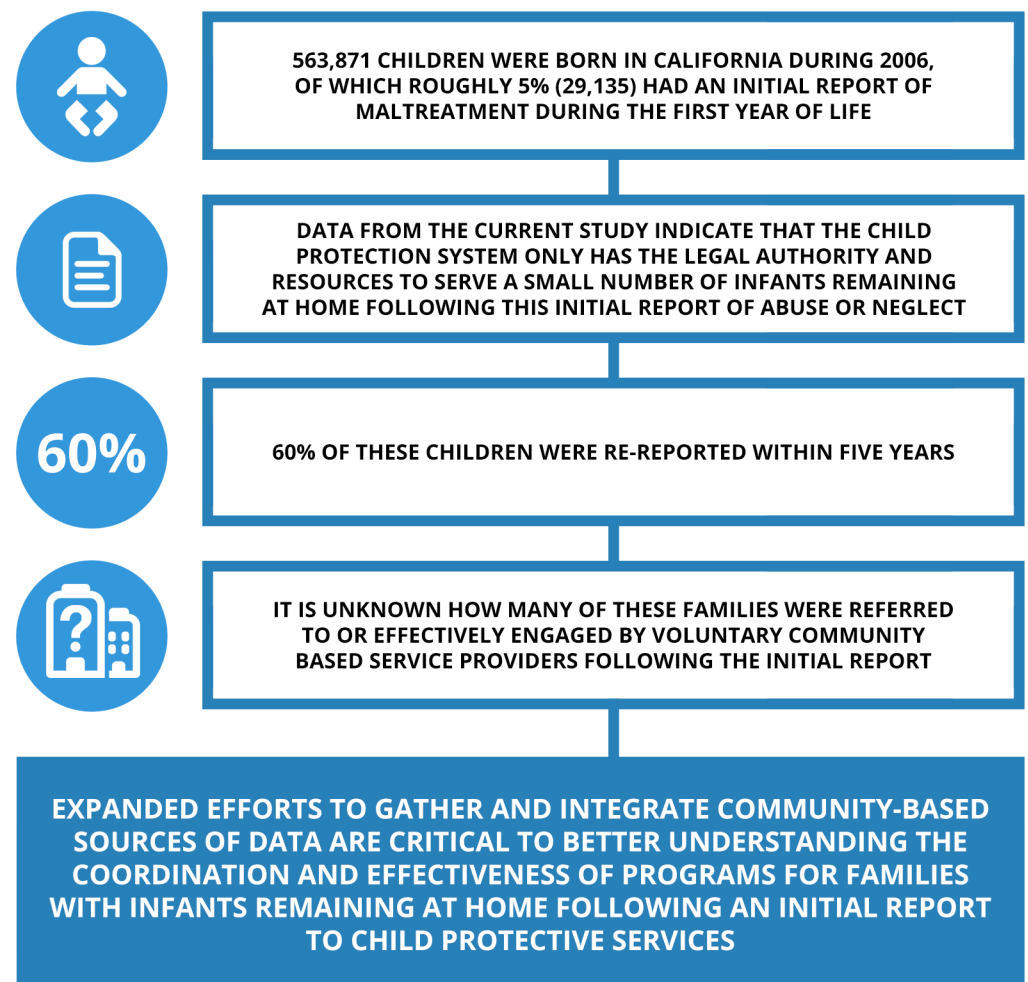 563,871 CHILDREN WERE BORN IN CALIFORNIA DURING 2006,
OF WHICH ROUGHLY 5% (29,135) HAD AN INITIAL REPORT OF
MALTREATMENT DURING THE FIRST YEAR OF LIFE
DATA FROM THE CURRENT STUDY INDICATE THAT THE CHILD
PROTECTION SYSTEM ONLY HAS THE LEGAL AUTHORITY AND
RESOURCES TO SERVE A SMALL NUMBER OF INFANTS REMAINING
AT HOME FOLLOWING THIS INITIAL REPORT OF ABUSE OR NEGLECT
60%
60% OF THESE CHILDREN WERE RE-REPORTED WITHIN FIVE YEARS
?
IT IS UNKNOWN HOW MANY OF THESE FAMILIES WERE REFERRED
TO OR EFFECTIVELY ENGAGED BY VOLUNTARY COMMUNITY
BASED SERVICE PROVIDERS FOLLOWING THE INITIAL REPORT
EXPANDED EFFORTS TO GATHER AND INTEGRATE COMMUNITY-BASED
SOURCES OF DATA ARE CRITICAL TO BETTER UNDERSTANDING THE
COORDINATION AND EFFECTIVENESS OF PROGRAMS FOR FAMILIES
WITH INFANTS REMAINING AT HOME FOLLOWING AN INITIAL REPORT
TO CHILD PROTECTIVE SERVICES